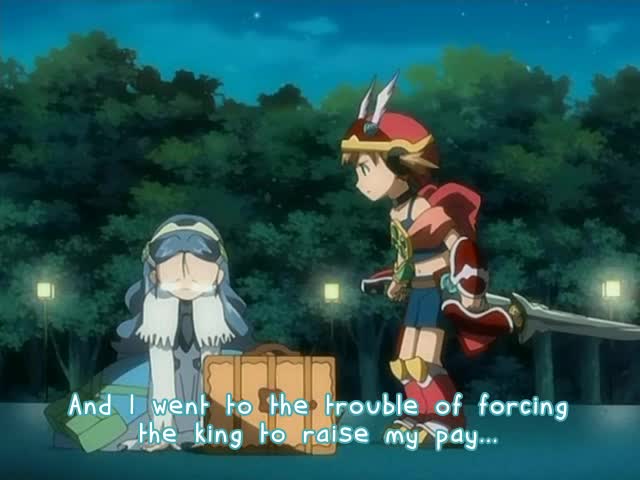 And I went to the trouble of forcing
the king to raise my pay...